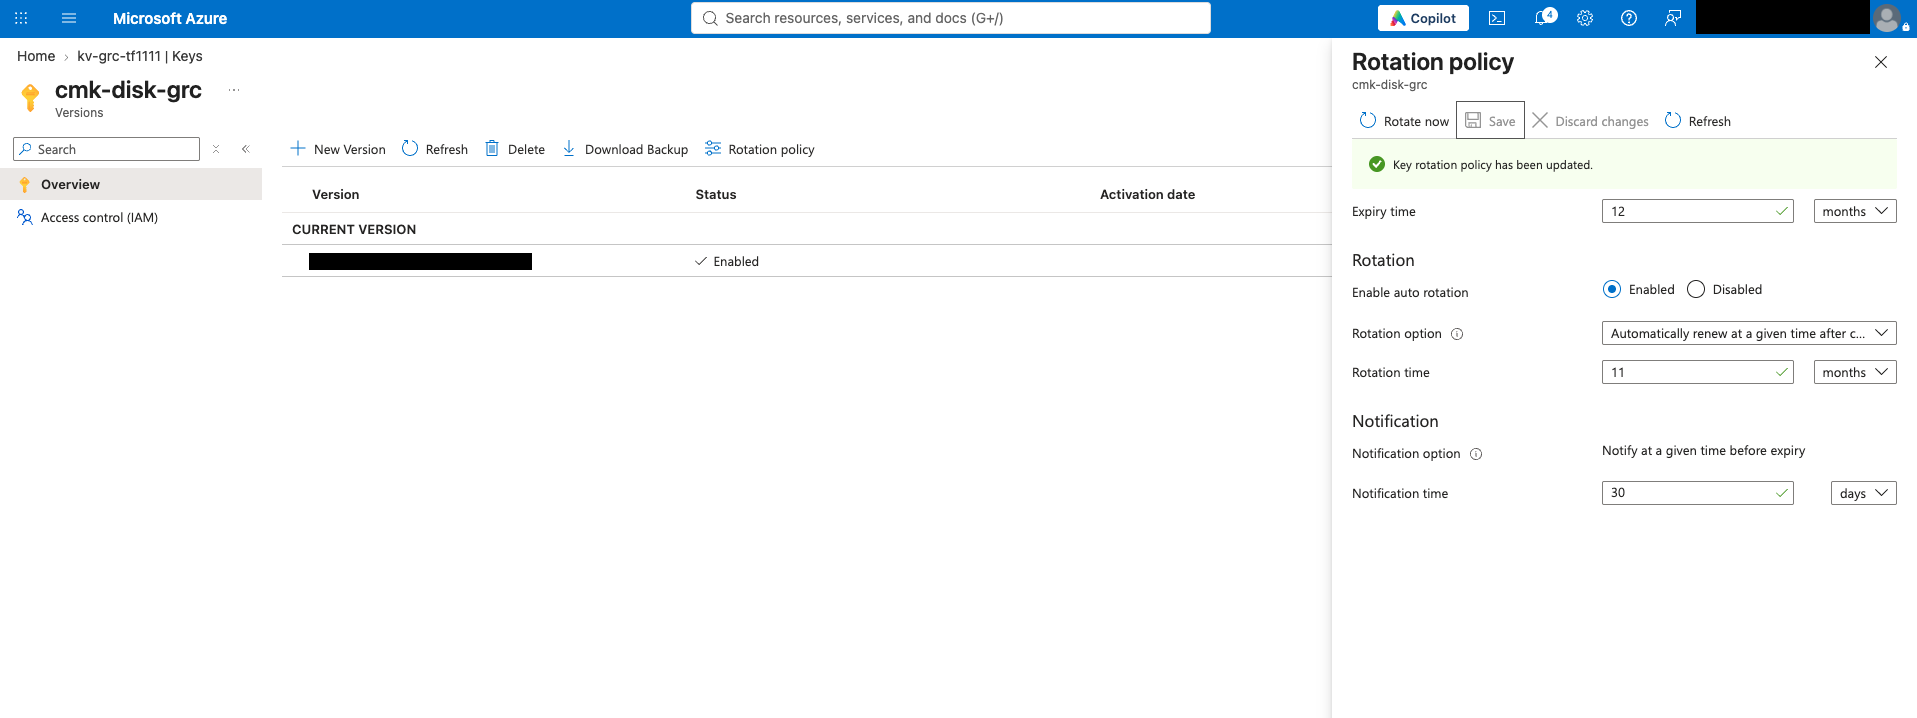 Microsoft Azure
Search resources, services, and docs (G+/)
Copilot
4
Home > kv-grc-tf1111 | Keys
cmk-disk-grc ...
Versions
Search
Overview
Access control (IAM)
New Version Refresh Delete Download Backup Rotation policy
Version Status Activation date
CURRENT VERSION
Enabled
Rotation policy
cmk-disk-grc
Rotate now Save Discard changes Refresh
Key rotation policy has been updated.
Expiry time 12 months
Rotation
Enable auto rotation Enabled Disabled
Rotation option Automatically renew at a given time after c...
Rotation time 11 months
Notification
Notification option Notify at a given time before expiry
Notification time 30 days